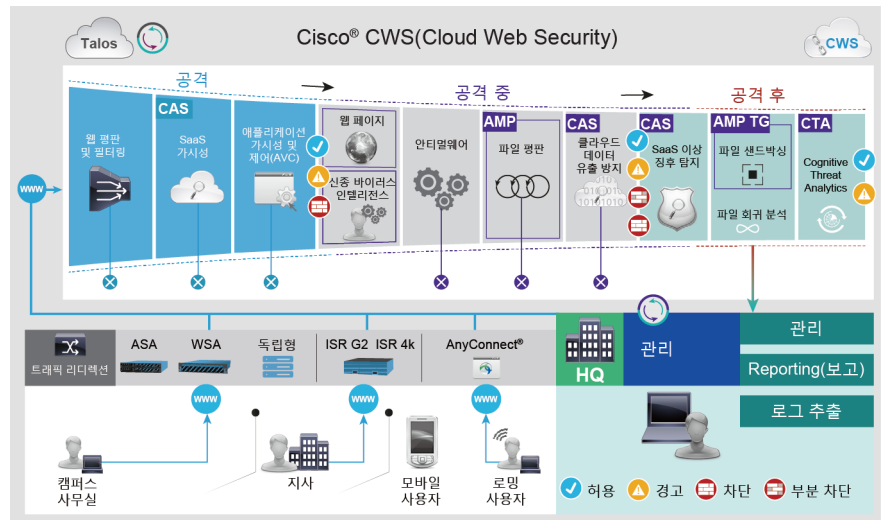 Talos
Cisco® CWS(Cloud Web Security)
CWS
공격
공격 중
공격 후
웹 평판
및 필터링
CAS
SaaS
가시성
애플리케이션
가시성 및
제어(AVC)
웹 페이지
신종 바이러스
인텔리전스
안티멀웨어
AMP
파일 평판
CAS
클라우드
데이터
유출 방지
CAS
SaaS 이상
징후 탐지
AMP TG
파일 샌드박싱
파일 회귀 분석
CTA
Cognitive
Threat
Analytics
www
트래픽 리디렉션
ASA
WSA
독립형
ISR G2
ISR 4k
AnyConnect®
HQ
관리
관리
Reporting(보고)
로그 추출
www
www
www
캠퍼스
사무실
지사
모바일
사용자
로밍
사용자
허용
경고
차단
부분 차단